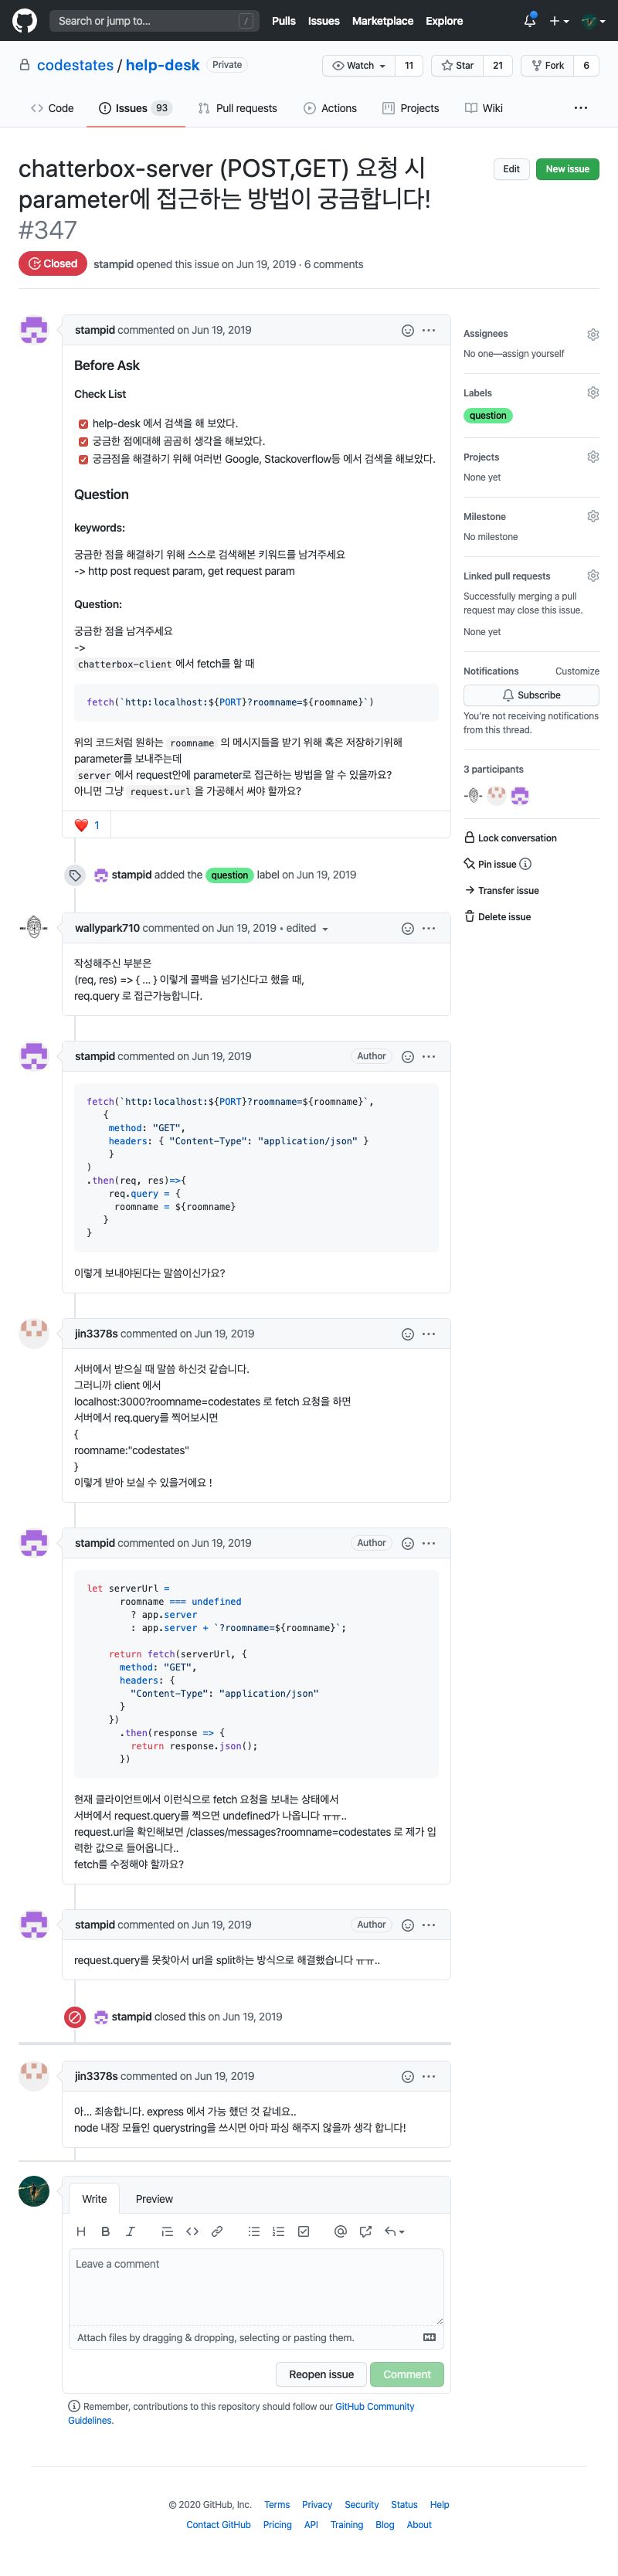 Search or jump to... /
Pulls Issues Marketplace Explore
codestates / help-desk Private
Watch 11 Star 21 Fork 6
Code Issues 93 Pull requests Actions Projects Wiki ...
chatterbox-server (POST,GET) 요청 시
parameter에 접근하는 방법이 궁금합니다!
#347
Edit New issue
Closed stampid opened this issue on Jun 19, 2019 · 6 comments
stampid commented on Jun 19, 2019
Before Ask
Check List
help-desk 에서 검색을 해 보았다.
궁금한 점에대해 곰곰히 생각을 해보았다.
궁금점을 해결하기 위해 여러번 Google, Stackoverflow등 에서 검색을 해보았다.
Question
keywords:
궁금한 점을 해결하기 위해 스스로 검색해본 키워드를 남겨주세요
-> http post request param, get request param
Question:
궁금한 점을 남겨주세요
->
chatterbox-client 에서 fetch를 할 때
fetch(`http:localhost:${PORT}?roomname=${roomname}`)
위의 코드처럼 원하는 roomname 의 메시지들을 받기 위해 혹은 저장하기위해
parameter를 보내주는데
server 에서 request안에 parameter로 접근하는 방법을 알 수 있을까요?
아니면 그냥 request.url 을 가공해서 써야 할까요?
❤️ 1
Assignees
No one—assign yourself
Labels
question
Projects
None yet
Milestone
No milestone
Linked pull requests
Successfully merging a pull
request may close this issue.
None yet
Notifications Customize
Subscribe
You're not receiving notifications
from this thread.
3 participants
Lock conversation
Pin issue
Transfer issue
Delete issue
stampid added the question label on Jun 19, 2019
wallypark710 commented on Jun 19, 2019 • edited
작성해주신 부분은
(req, res) => { ... } 이렇게 콜백을 넘기신다고 했을 때,
req.query 로 접근가능합니다.
stampid commented on Jun 19, 2019 Author
fetch(`http:localhost:${PORT}?roomname=${roomname}`,
{
method: "GET",
headers: { "Content-Type": "application/json" }
}
)
.then(req, res)=>{
req.query = {
roomname = ${roomname}
}
}
이렇게 보내야된다는 말씀이신가요?
jin3378s commented on Jun 19, 2019
서버에서 받으실 때 말씀 하신것 같습니다.
그러니까 client 에서
localhost:3000?roomname=codestates 로 fetch 요청을 하면
서버에서 req.query를 찍어보시면
{
roomname:"codestates"
}
이렇게 받아 보실 수 있을거에요 !
stampid commented on Jun 19, 2019 Author
let serverUrl =
roomname === undefined
? app.server
: app.server + `?roomname=${roomname}`;
return fetch(serverUrl, {
method: "GET",
headers: {
"Content-Type": "application/json"
}
})
.then(response => {
return response.json();
})
현재 클라이언트에서 이런식으로 fetch 요청을 보내는 상태에서
서버에서 request.query를 찍으면 undefined가 나옵니다 ㅠㅠ..
request.url을 확인해보면 /classes/messages?roomname=codestates 로 제가 입
력한 값으로 들어옵니다..
fetch를 수정해야 할까요?
stampid commented on Jun 19, 2019 Author
request.query를 못찾아서 url을 split하는 방식으로 해결했습니다 ㅠㅠ..
stampid closed this on Jun 19, 2019
jin3378s commented on Jun 19, 2019
아... 죄송합니다. express 에서 가능 했던 것 같네요..
node 내장 모듈인 querystring을 쓰시면 아마 파싱 해주지 않을까 생각 합니다!
Write Preview
Leave a comment
Attach files by dragging & dropping, selecting or pasting them.
Reopen issue Comment
Remember, contributions to this repository should follow our GitHub Community
Guidelines.
© 2020 GitHub, Inc. Terms Privacy Security Status Help
Contact GitHub Pricing API Training Blog About